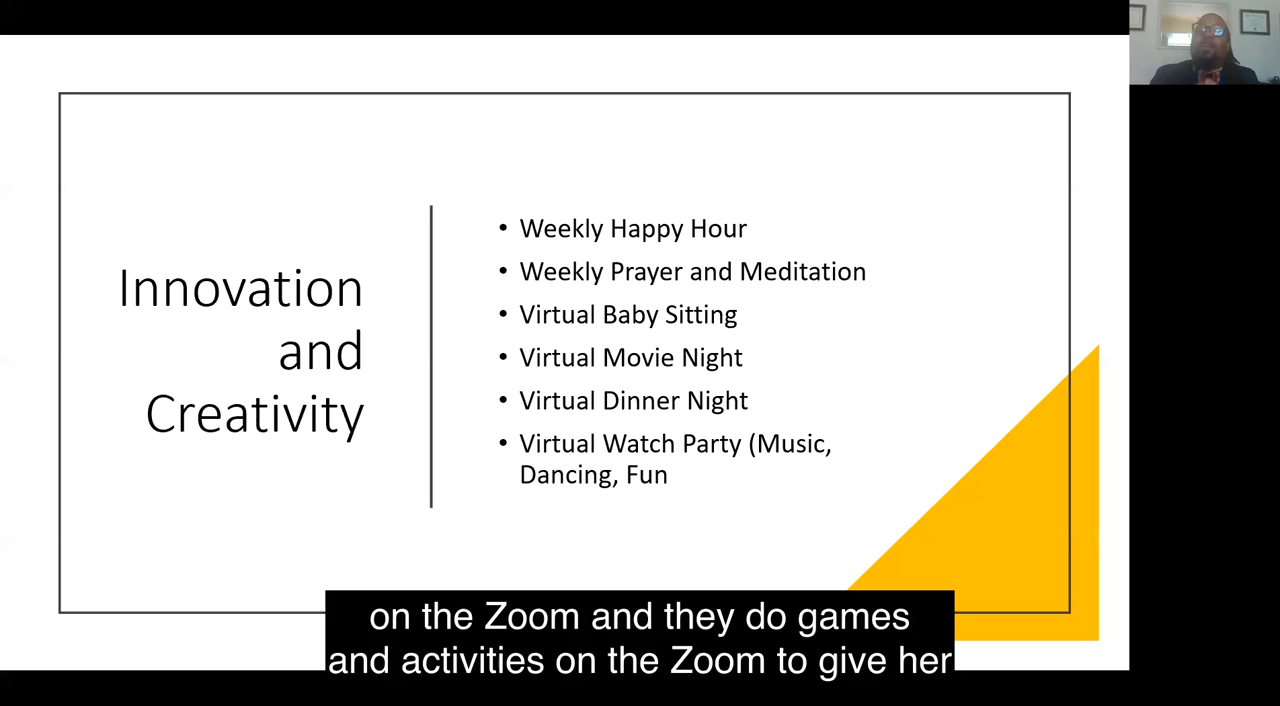 Innovation
and
Creativity
• Weekly Happy Hour
• Weekly Prayer and Meditation
• Virtual Baby Sitting
• Virtual Movie Night
• Virtual Dinner Night
• Virtual Watch Party (Music,
Dancing, Fun
on the Zoom and they do games
and activities on the Zoom to give her